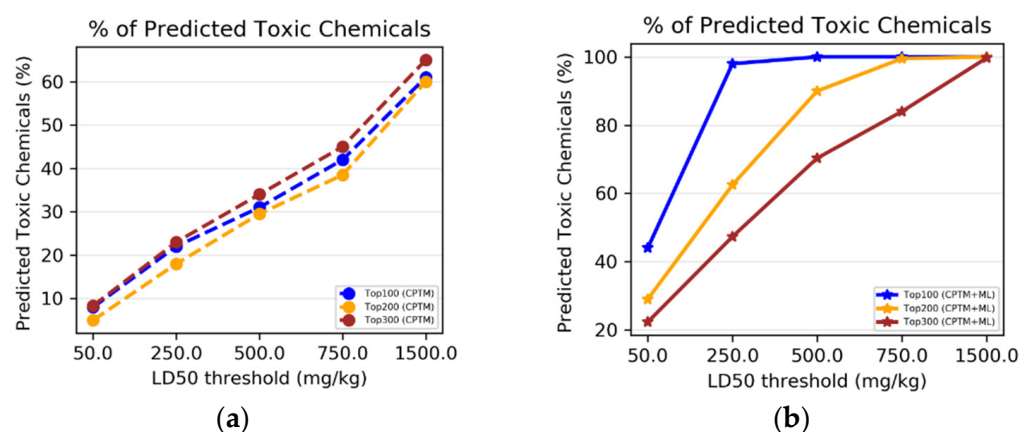 % of Predicted Toxic Chemicals
Predicted Toxic Chemicals (%)
60
50
40
30
20
10
Top100 (CPTM)
Top200 (CPTM)
Top300 (CPTM)
50.0 250.0 500.0 750.0 1500.0
LD50 threshold (mg/kg)
(a)
% of Predicted Toxic Chemicals
Predicted Toxic Chemicals (%)
100
80
60
40
20
Top100 (CPTM+ML)
Top200 (CPTM+ML)
Top300 (CPTM+ML)
50.0 250.0 500.0 750.0 1500.0
LD50 threshold (mg/kg)
(b)